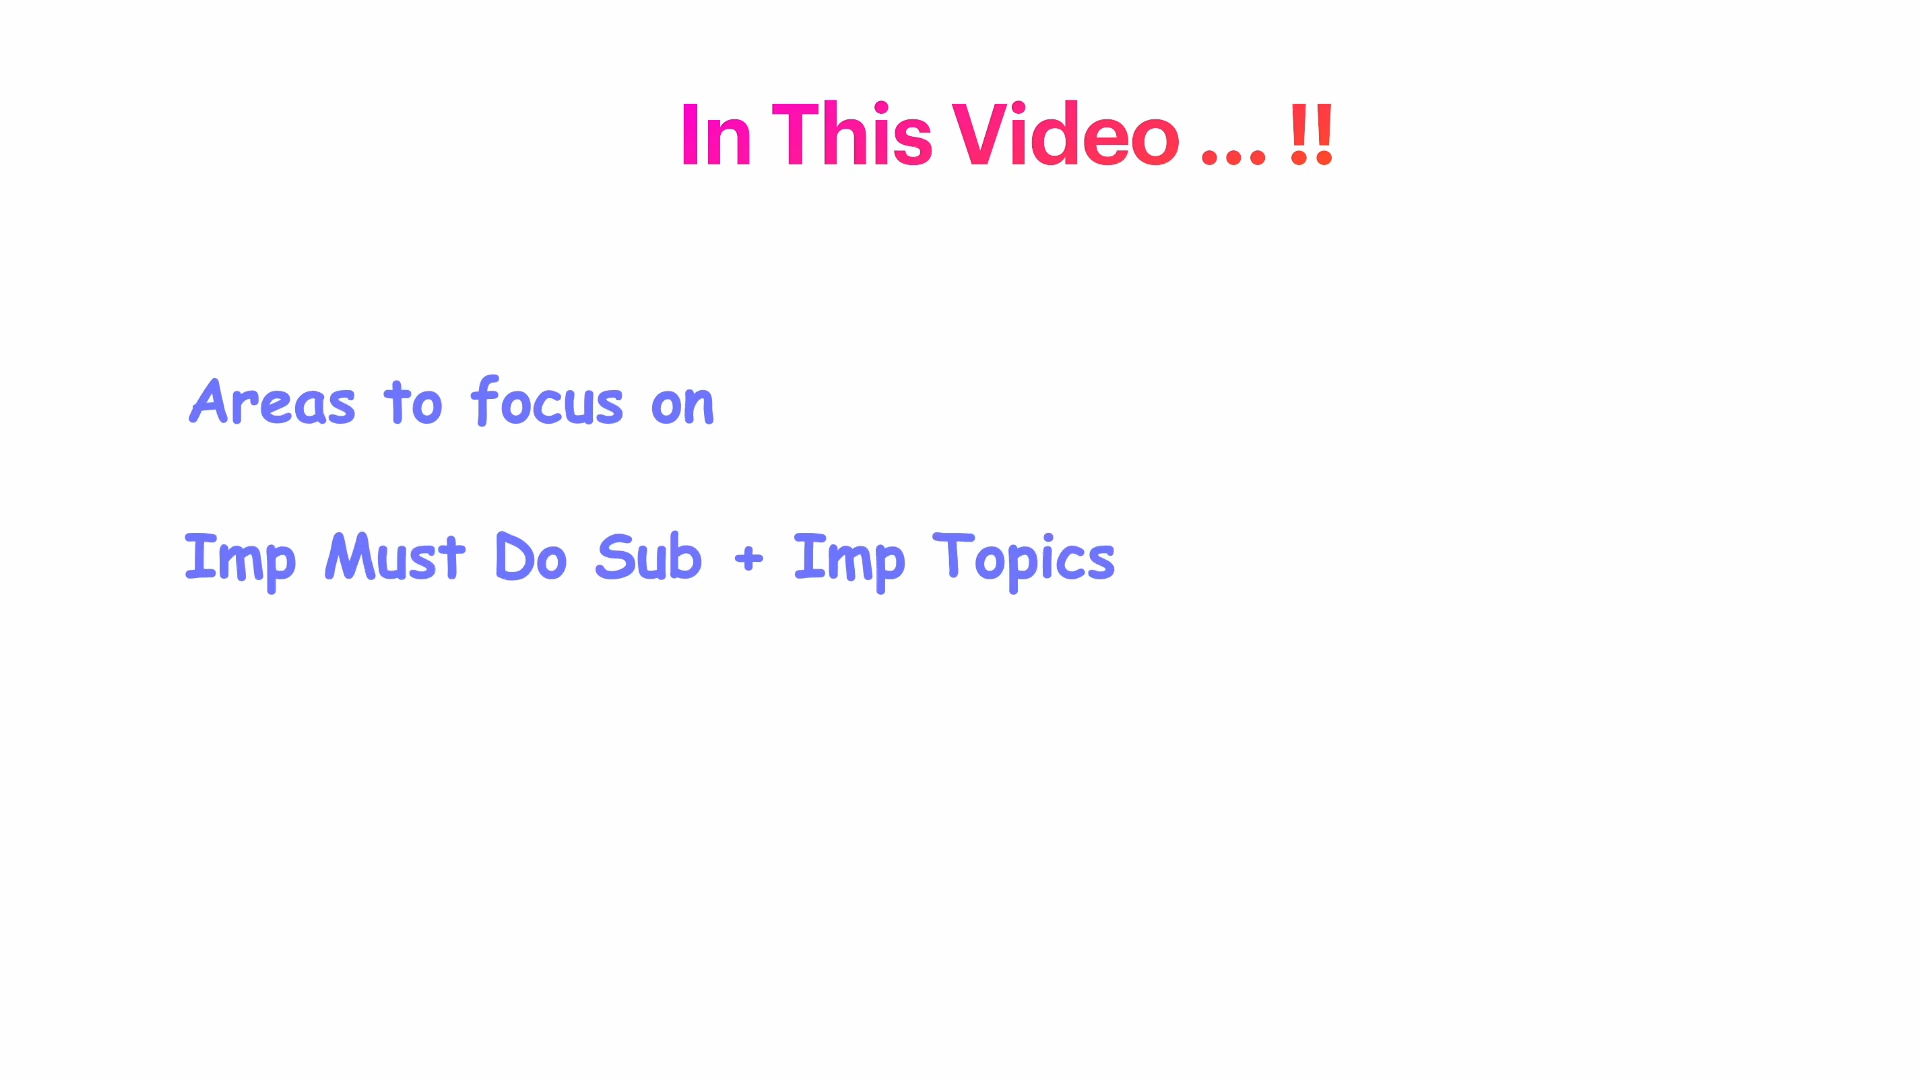 In This Video ... !!
Areas to focus on
Imp Must Do Sub + Imp Topics